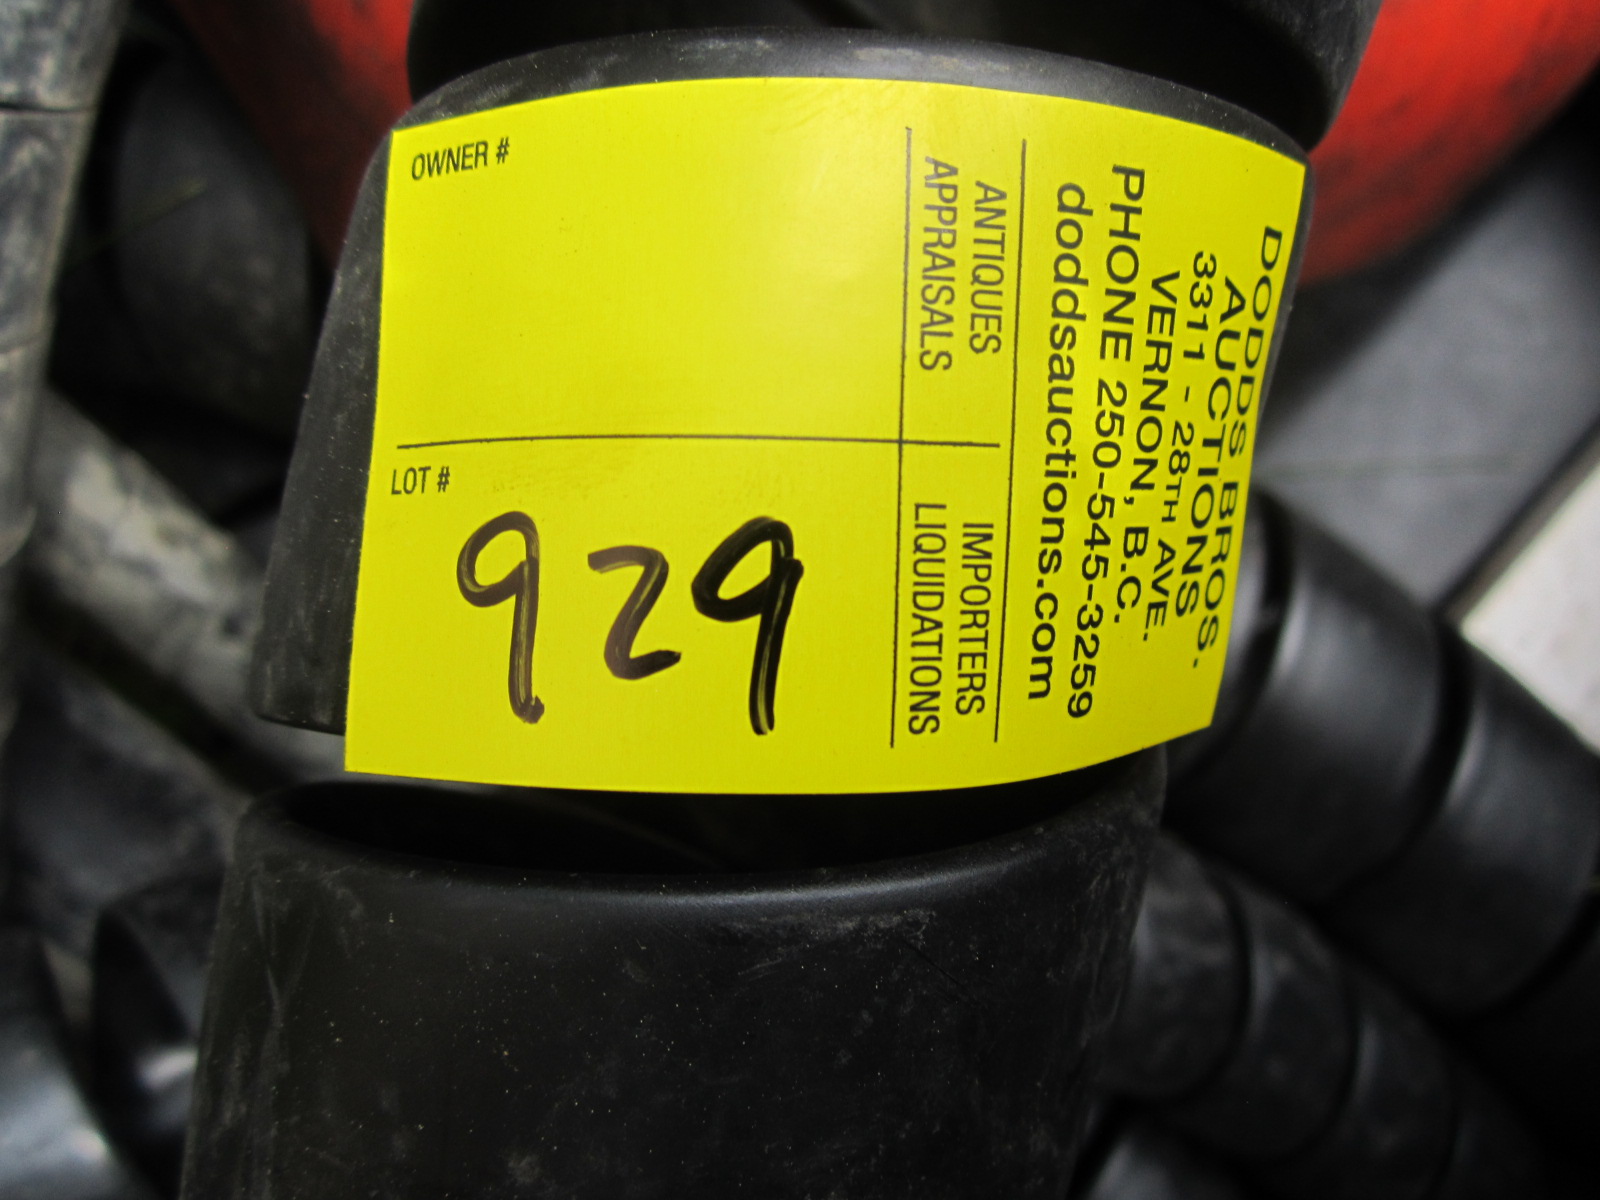 DODDS BROS.
AUCTIONS
3311 - 28TH AVE.
VERNON, B.C.
PHONE 250-545-3259
doddsauctions.com
ANTIQUES IMPORTERS
APPRAISALS LIQUIDATIONS
OWNER #
LOT #
929